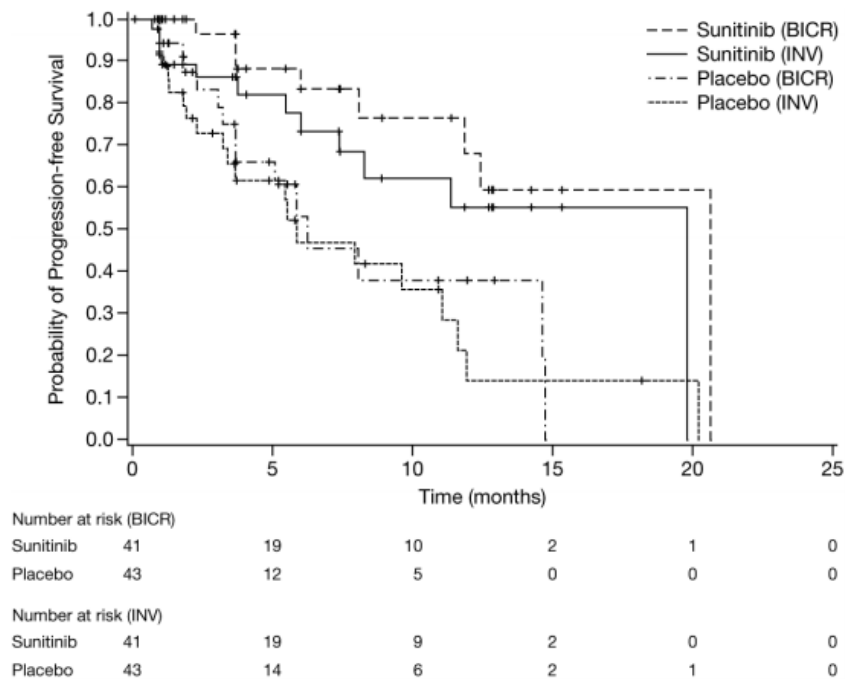 1.0
0.9
0.8
0.7
0.6
0.5
0.4
0.3
0.2
0.1
0.0
Probability of Progression-free Survival
Sunitinib (BICR)
Sunitinib (INV)
Placebo (BICR)
Placebo (INV)
0 5 10 15 20 25
Time (months)
Number at risk (BICR)
Sunitinib 41 19 10 2 1 0
Placebo 43 12 5 0 0 0
Number at risk (INV)
Sunitinib 41 19 9 2 0 0
Placebo 43 14 6 2 1 0